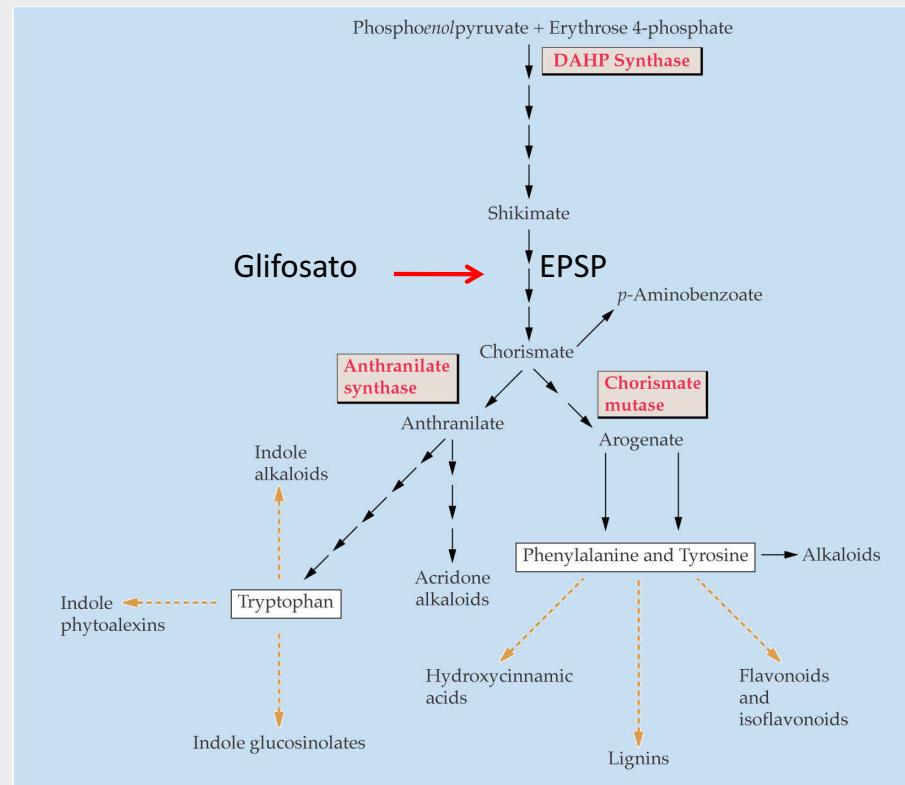 Phosphoenolpyruvate + Erythrose 4-phosphate
DAHP Synthase
Shikimate
Glifosato
EPSP
p-Aminobenzoate
Chorismate
Anthranilate
synthase
Chorismate
mutase
Anthranilate
Arogenate
Indole
alkaloids
Phenylalanine and Tyrosine
Alkaloids
Acridone
alkaloids
Tryptophan
Indole
phytoalexins
Hydroxycinnamic
acids
Flavonoids
and
isoflavonoids
Indole glucosinolates
Lignins